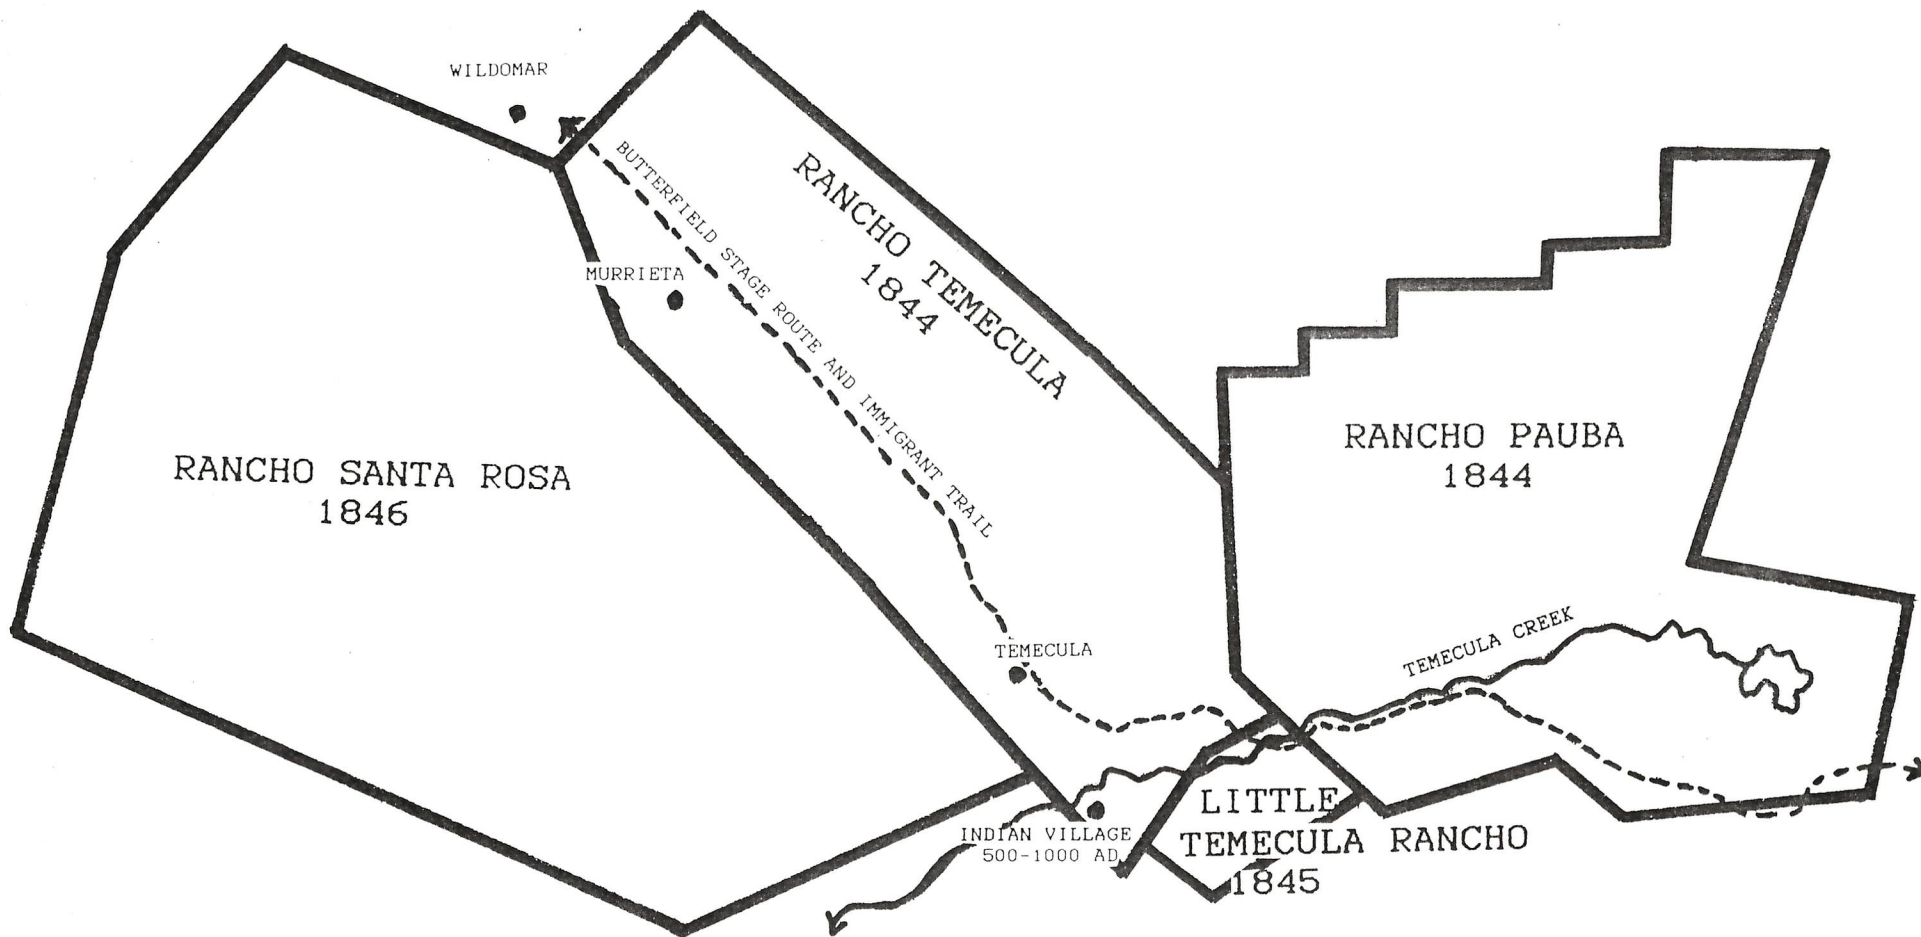 WILDOMAR
BUTTERFIELD STAGE ROUTE AND IMMIGRANT TRAIL
MURRIETA
RANCHO TEMECULA
1844
RANCHO SANTA ROSA
1846
RANCHO PAUBA
1844
TEMECULA
TEMECULA CREEK
INDIAN VILLAGE
500-1000 AD
LITTLE
TEMECULA RANCHO
1845